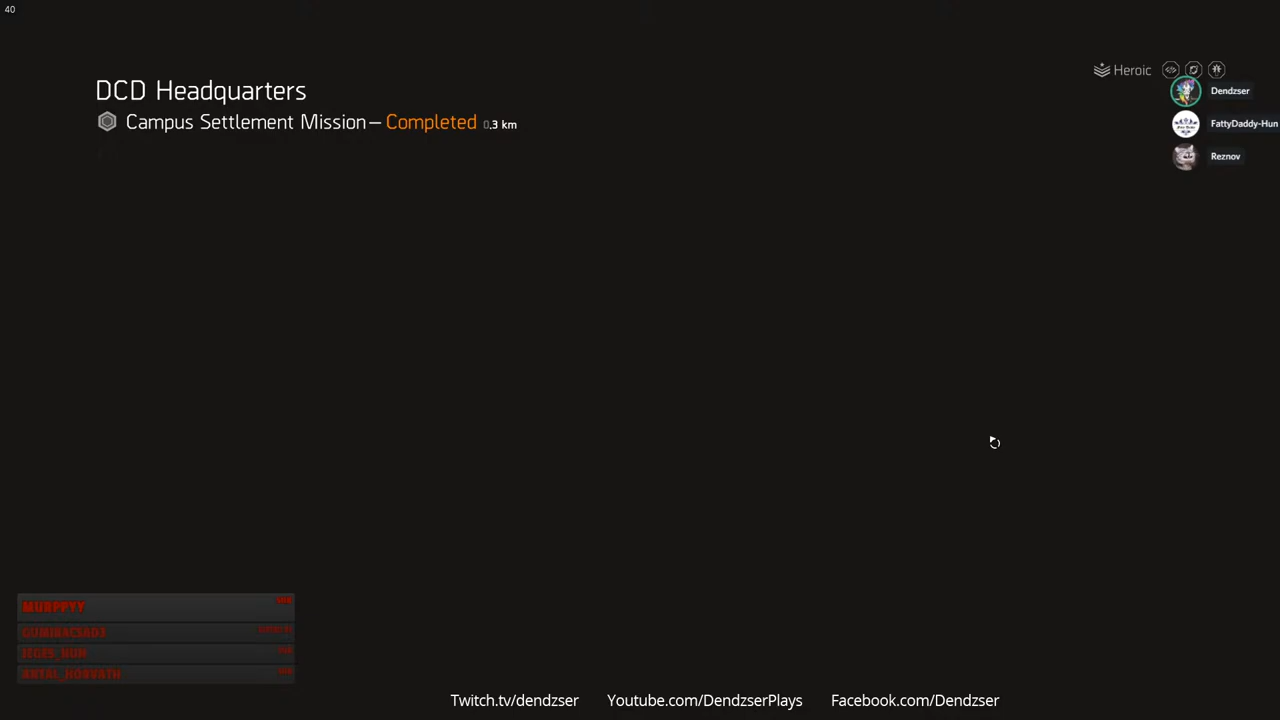 40
DCD Headquarters
Campus Settlement Mission – Completed 0.3 km
Heroic
Dendzser
FattyDaddy-Hun
Reznov
MURPPYY
Twitch.tv/dendzser Youtube.com/DendzserPlays Facebook.com/Dendzser